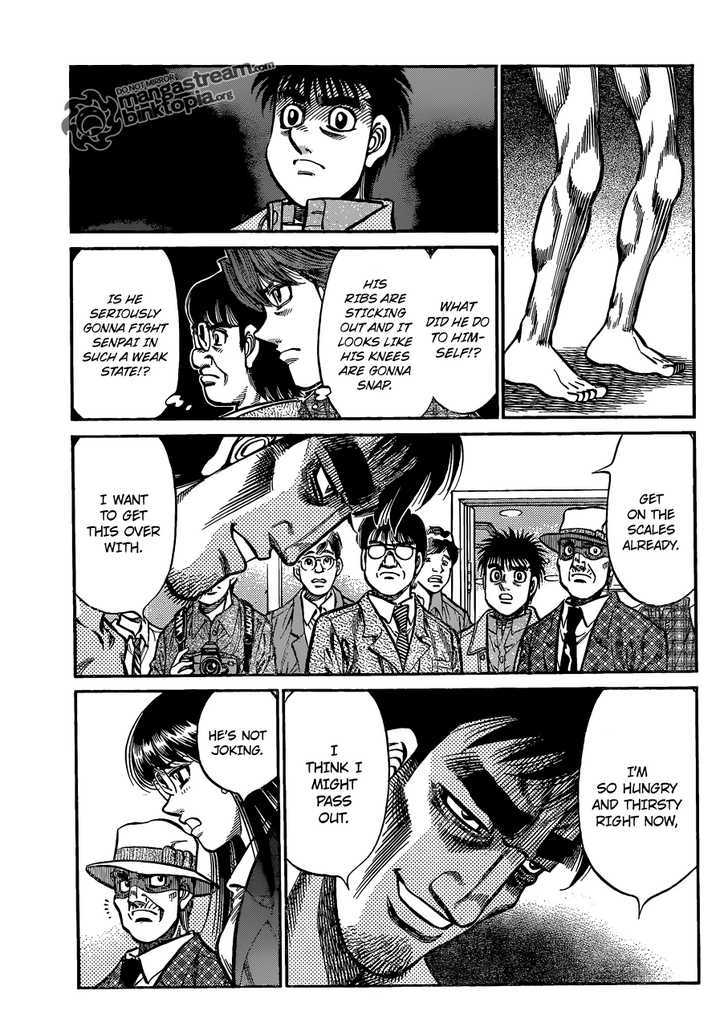 DO NOT MIRROR
mangastream.com
binktopia.org
WHAT
DID HE DO
TO HIM-
SELF!?
HIS
RIBS ARE
STICKING
OUT AND IT
LOOKS LIKE
HIS KNEES
ARE GONNA
SNAP.
IS HE
SERIOUSLY
GONNA FIGHT
SENPAI IN
SUCH A WEAK
STATE!?
GET
ON THE
SCALES
ALREADY.
I WANT
TO GET
THIS OVER
WITH.
I'M
SO HUNGRY
AND THIRSTY
RIGHT NOW,
I
THINK I
MIGHT
PASS
OUT.
HE'S NOT
JOKING.